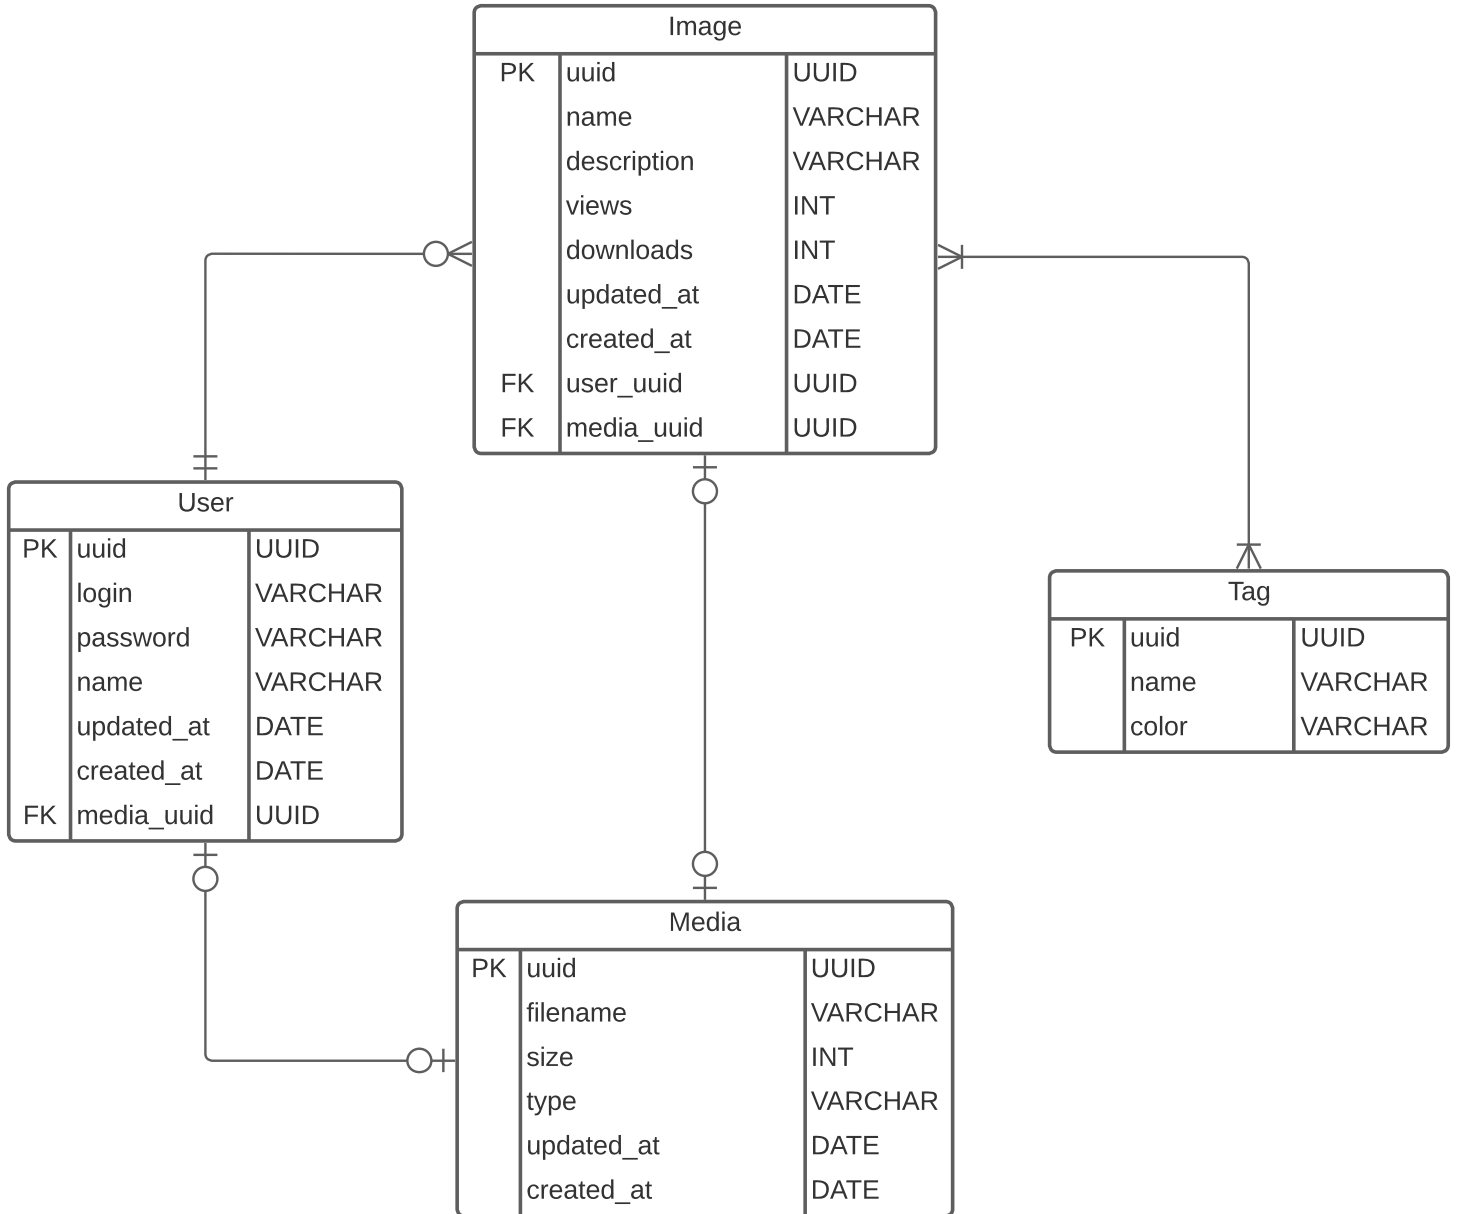 Image
PK uuid UUID
name VARCHAR
description VARCHAR
views INT
downloads INT
updated_at DATE
created_at DATE
FK user_uuid UUID
FK media_uuid UUID
User
PK uuid UUID
login VARCHAR
password VARCHAR
name VARCHAR
updated_at DATE
created_at DATE
FK media_uuid UUID
Tag
PK uuid UUID
name VARCHAR
color VARCHAR
Media
PK uuid UUID
filename VARCHAR
size INT
type VARCHAR
updated_at DATE
created_at DATE